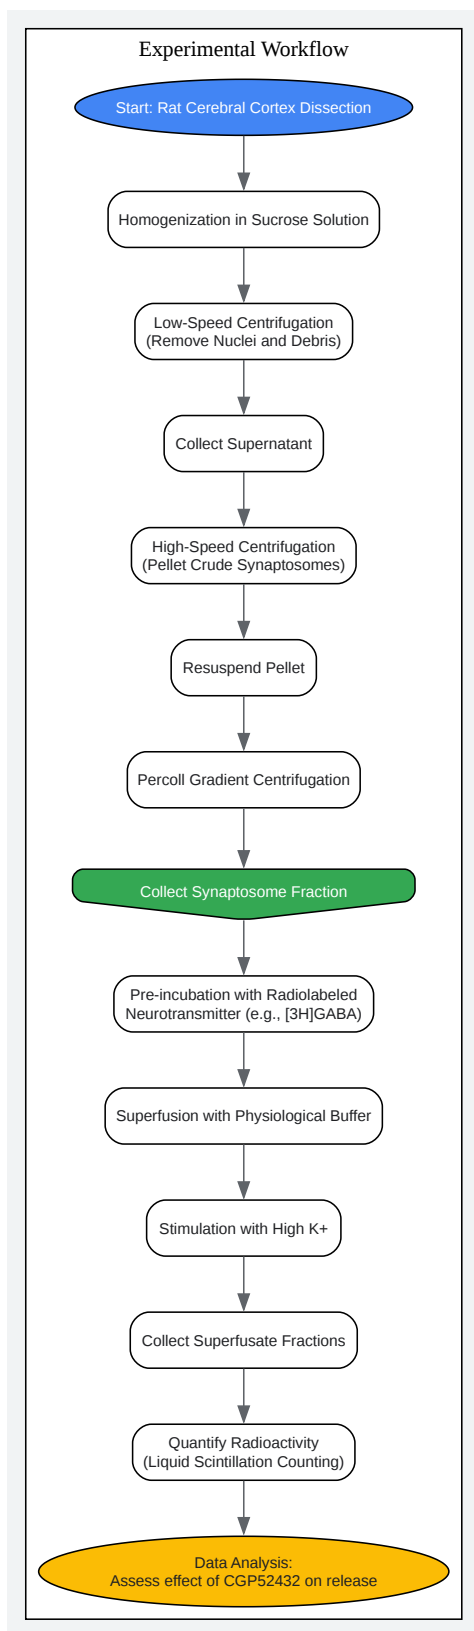 Experimental Workflow
Start: Rat Cerebral Cortex Dissection
Homogenization in Sucrose Solution
Low-Speed Centrifugation
(Remove Nuclei and Debris)
Collect Supernatant
High-Speed Centrifugation
(Pellet Crude Synaptosomes)
Resuspend Pellet
Percoll Gradient Centrifugation
Collect Synaptosome Fraction
Pre-incubation with Radiolabeled
Neurotransmitter (e.g., [3H]GABA)
Superfusion with Physiological Buffer
Stimulation with High K+
Collect Superfusate Fractions
Quantify Radioactivity
(Liquid Scintillation Counting)
Data Analysis:
Assess effect of CGP52432 on release